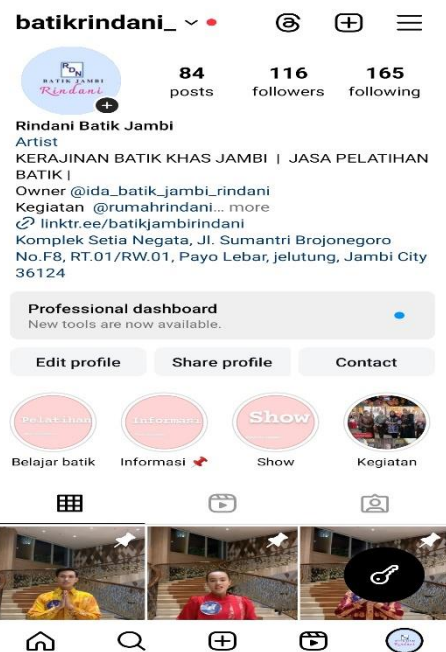 batikrindani_
RDN
BATIK JAMBI
Rindani
84
posts
116
followers
165
following
Rindani Batik Jambi
Artist
KERAJINAN BATIK KHAS JAMBI | JASA PELATIHAN
BATIK |
Owner @ida_batik_jambi_rindani
Kegiatan @rumahrindani... more
linktr.ee/batikjambirindani
Komplek Setia Negata, Jl. Sumantri Brojonegoro
No.F8, RT.01/RW.01, Payo Lebar, jelutung, Jambi City
36124
Professional dashboard
New tools are now available.
Edit profile
Share profile
Contact
Pelatihan
Informasi
Show
Belajar batik
Informasi 📌
Show
Kegiatan